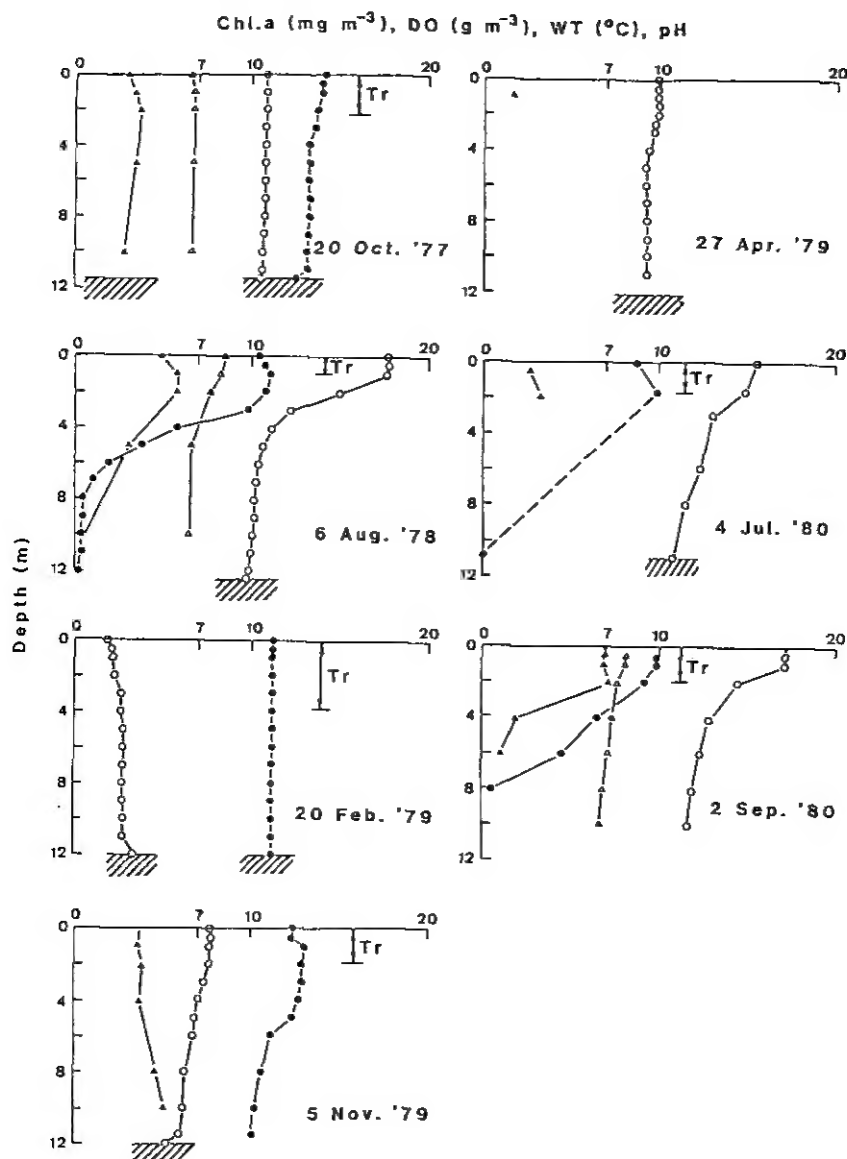 Chl.a (mg m⁻³), DO (g m⁻³), WT (°C), pH
0 7 10 20
0
4
8
12
Tr
20 Oct. '77
0 7 10 20
0
4
8
12
27 Apr. '79
0 7 10 20
0
4
8
12
Tr
6 Aug. '78
0 7 10 20
0
4
8
12
Tr
4 Jul. '80
Depth (m)
0 7 10 20
0
4
8
12
Tr
20 Feb. '79
0 7 10 20
0
4
8
12
Tr
2 Sep. '80
0 7 10 20
0
4
8
12
Tr
5 Nov. '79